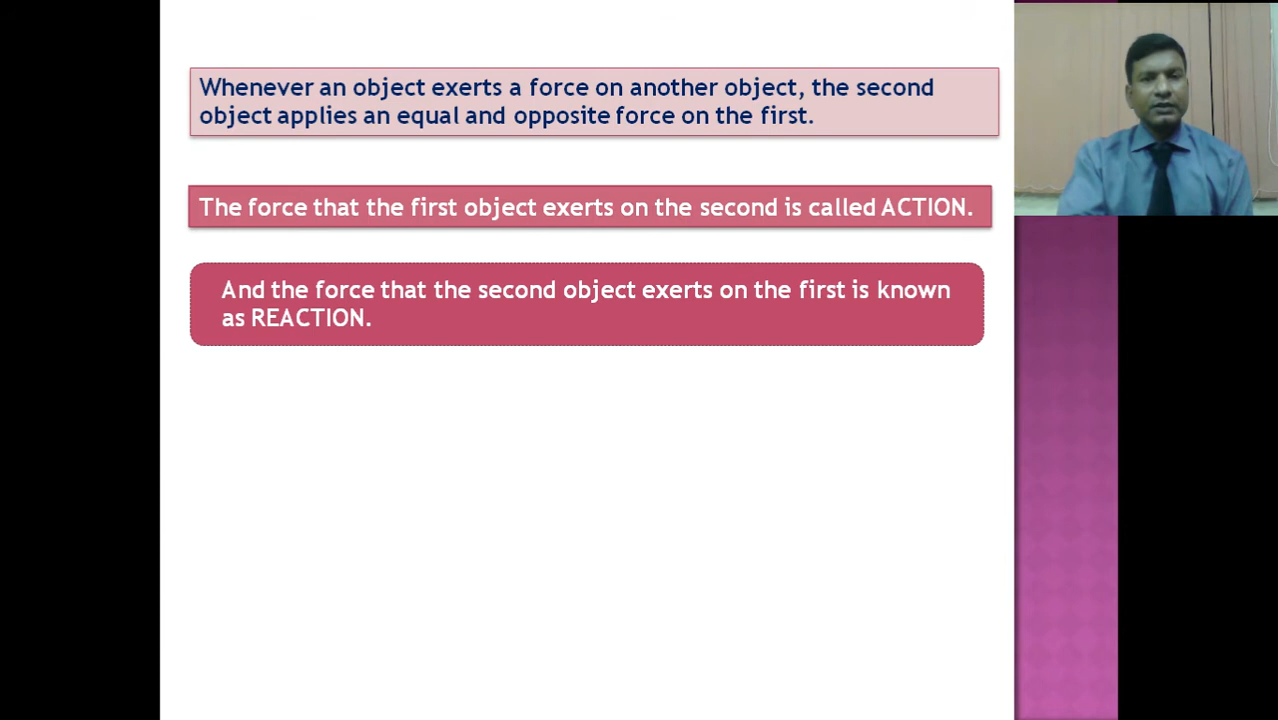 Whenever an object exerts a force on another object, the second
object applies an equal and opposite force on the first.
The force that the first object exerts on the second is called ACTION.
And the force that the second object exerts on the first is known
as REACTION.